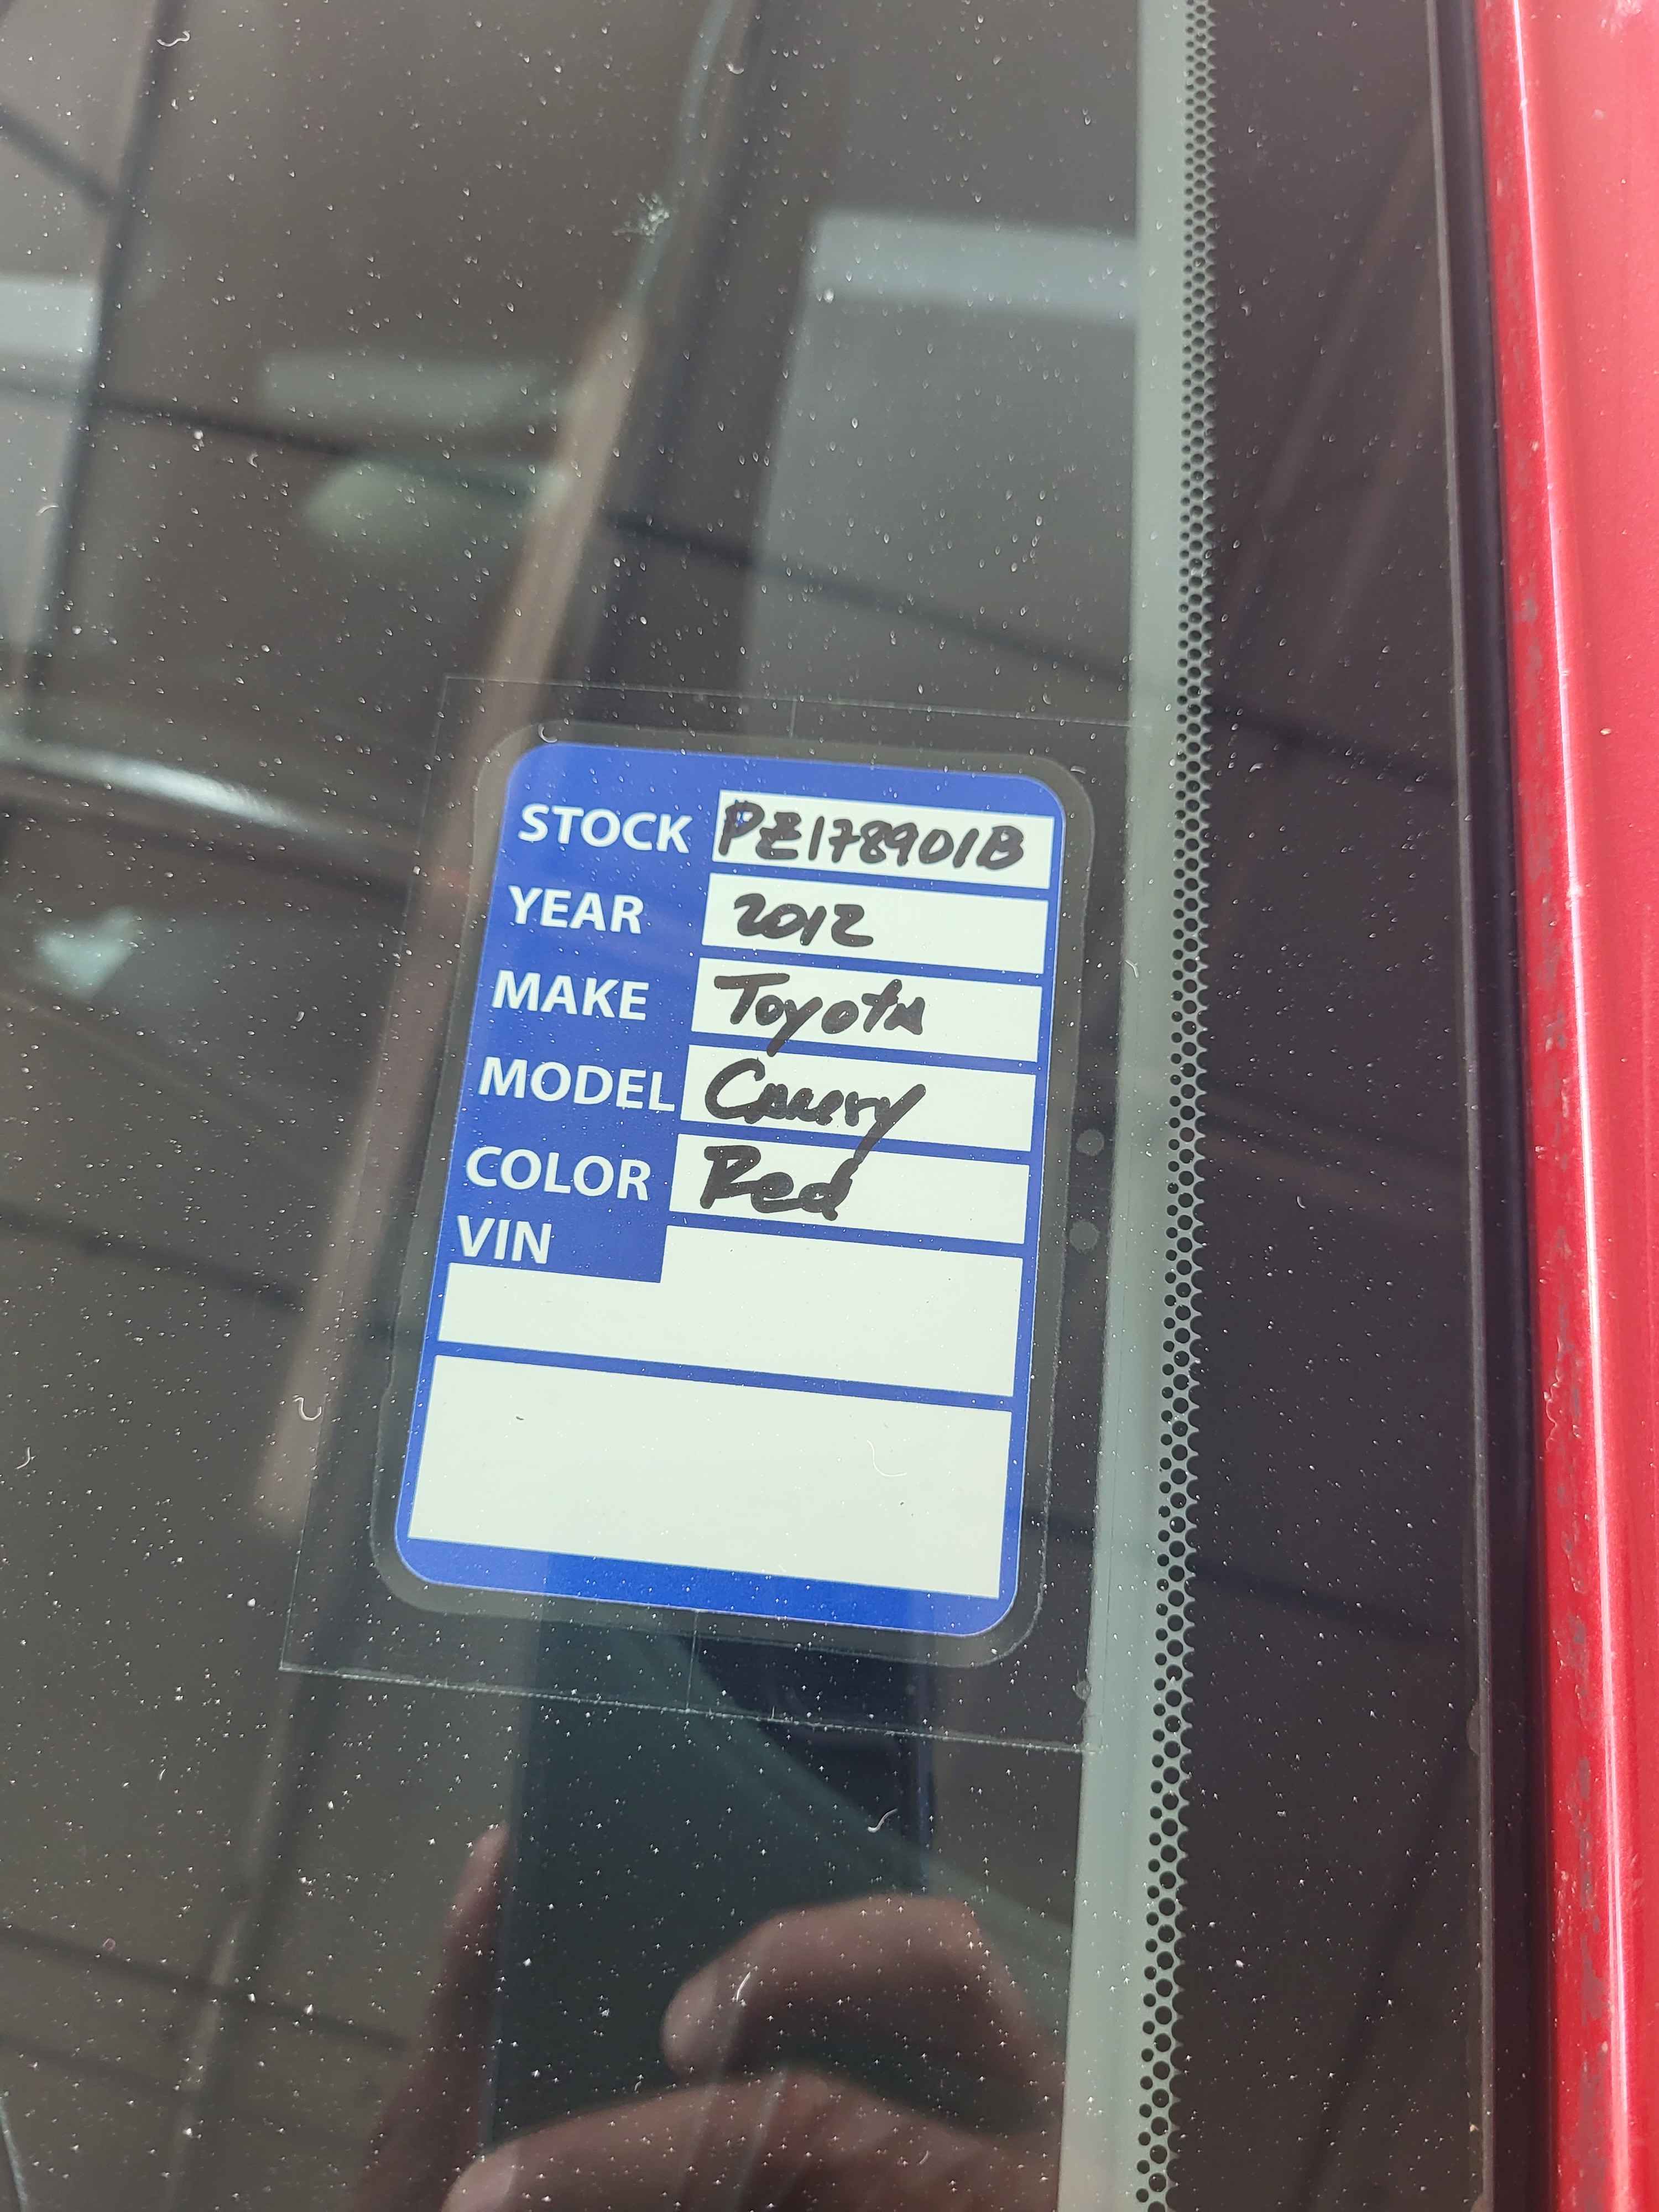 STOCK PE178901B
YEAR 2012
MAKE Toyota
MODEL Camry
COLOR Red
VIN